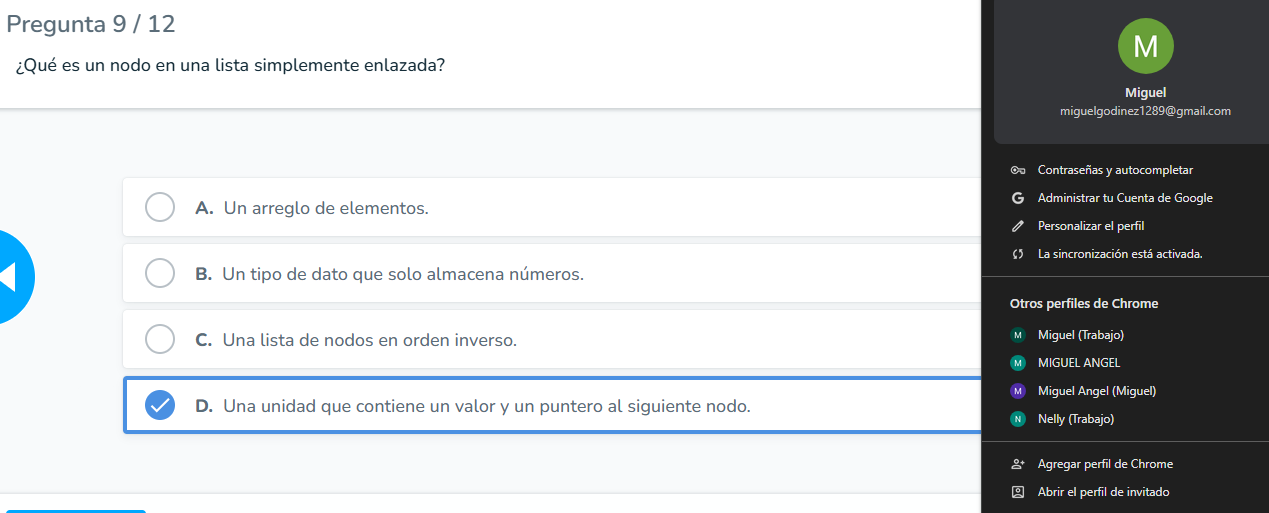 Pregunta 9 / 12
¿Qué es un nodo en una lista simplemente enlazada?
A. Un arreglo de elementos.
B. Un tipo de dato que solo almacena números.
C. Una lista de nodos en orden inverso.
D. Una unidad que contiene un valor y un puntero al siguiente nodo.
M
Miguel
miguelgodinez1289@gmail.com
Contraseñas y autocompletar
G Administrar tu Cuenta de Google
Personalizar el perfil
La sincronización está activada.
Otros perfiles de Chrome
M Miguel (Trabajo)
M MIGUEL ANGEL
M Miguel Angel (Miguel)
N Nelly (Trabajo)
Agregar perfil de Chrome
Abrir el perfil de invitado